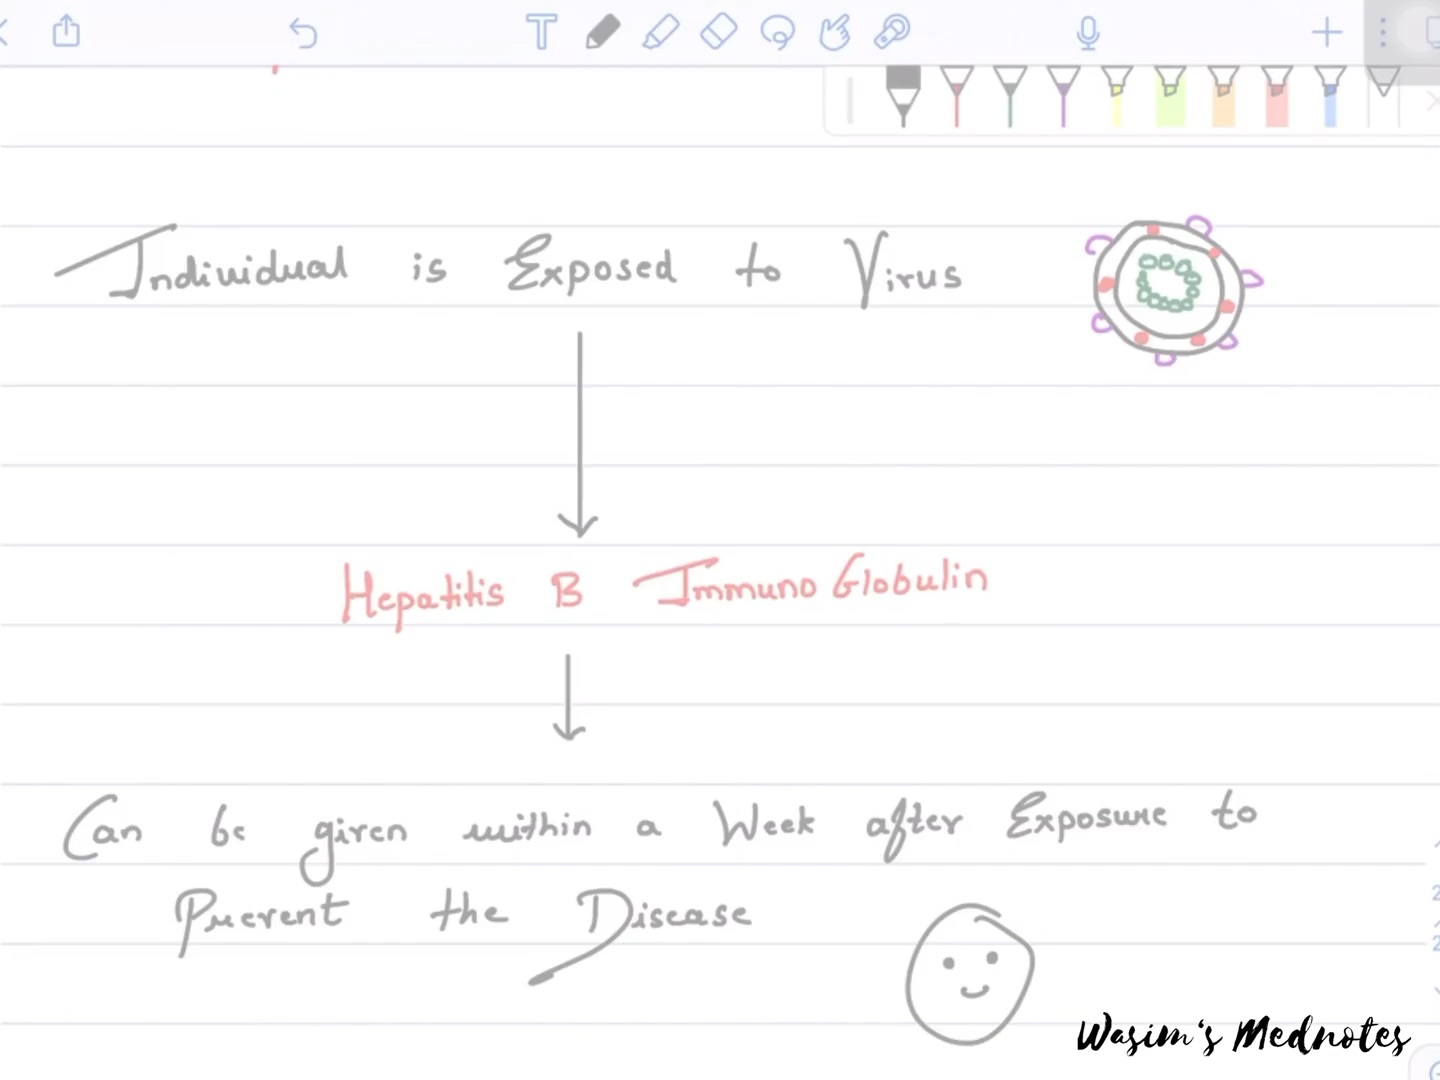 Individual is Exposed to Virus
Hepatitis B Immuno Globulin
Can be given within a Week after Exposure to
Prevent the Disease
Wasim's Mednotes